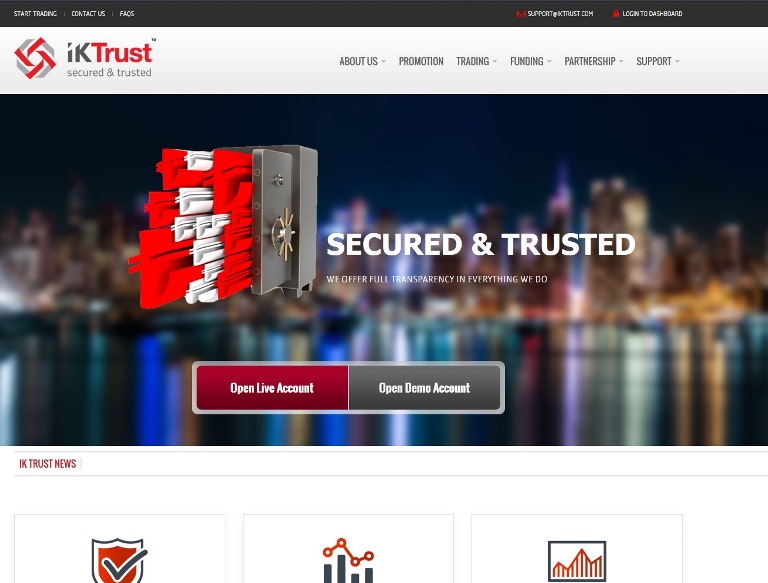 START TRADING
CONTACT US
FAQS
SUPPORT@IKTRUST.COM
LOGIN TO DASHBOARD
iKTrust™
secured & trusted
ABOUT US
PROMOTION
TRADING
FUNDING
PARTNERSHIP
SUPPORT
SECURED & TRUSTED
WE OFFER FULL TRANSPARENCY IN EVERYTHING WE DO
Open Live Account
Open Demo Account
IK TRUST NEWS